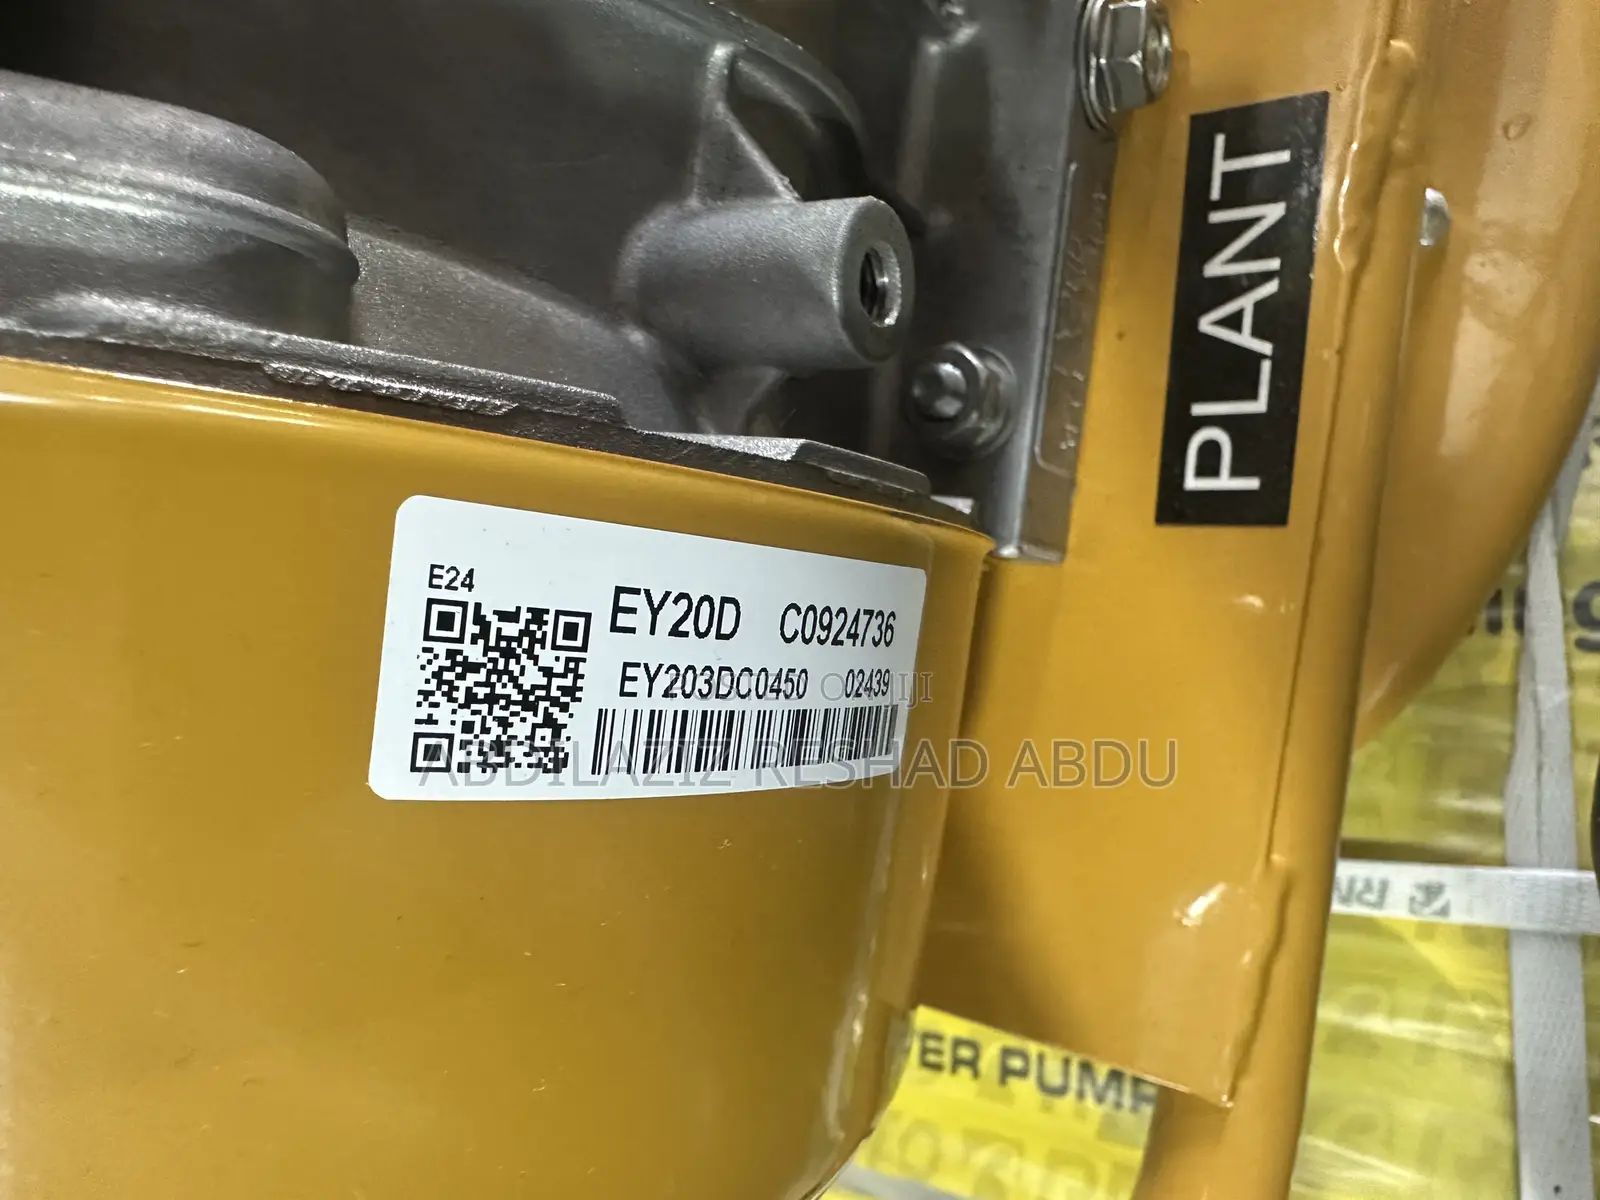 PLANT
E24
EY20D C0924736
EY203DC0450 02439
ABDILAZIZ RESHAD ABDU
ER PUMP